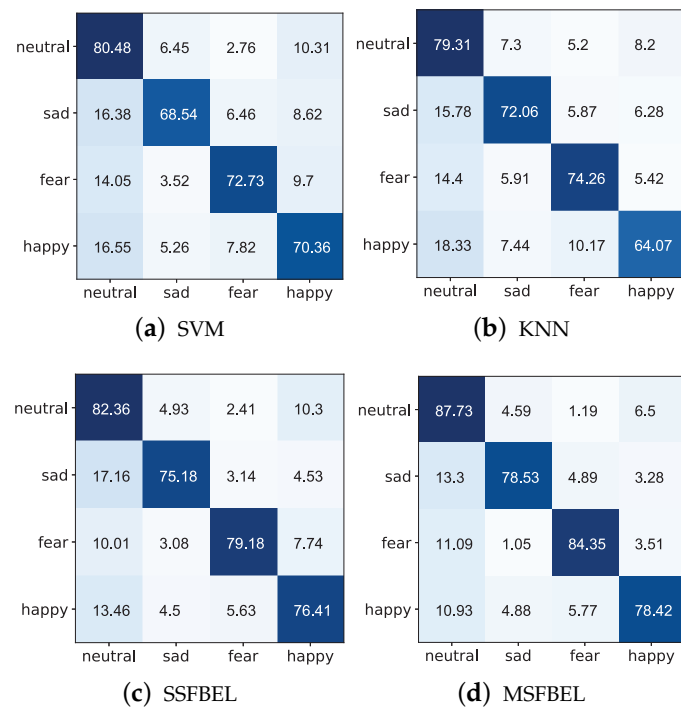 neutral 80.48 6.45 2.76 10.31
sad 16.38 68.54 6.46 8.62
fear 14.05 3.52 72.73 9.7
happy 16.55 5.26 7.82 70.36
neutral sad fear happy
(a) SVM
neutral 79.31 7.3 5.2 8.2
sad 15.78 72.06 5.87 6.28
fear 14.4 5.91 74.26 5.42
happy 18.33 7.44 10.17 64.07
neutral sad fear happy
(b) KNN
neutral 82.36 4.93 2.41 10.3
sad 17.16 75.18 3.14 4.53
fear 10.01 3.08 79.18 7.74
happy 13.46 4.5 5.63 76.41
neutral sad fear happy
(c) SSFBEL
neutral 87.73 4.59 1.19 6.5
sad 13.3 78.53 4.89 3.28
fear 11.09 1.05 84.35 3.51
happy 10.93 4.88 5.77 78.42
neutral sad fear happy
(d) MSFBEL